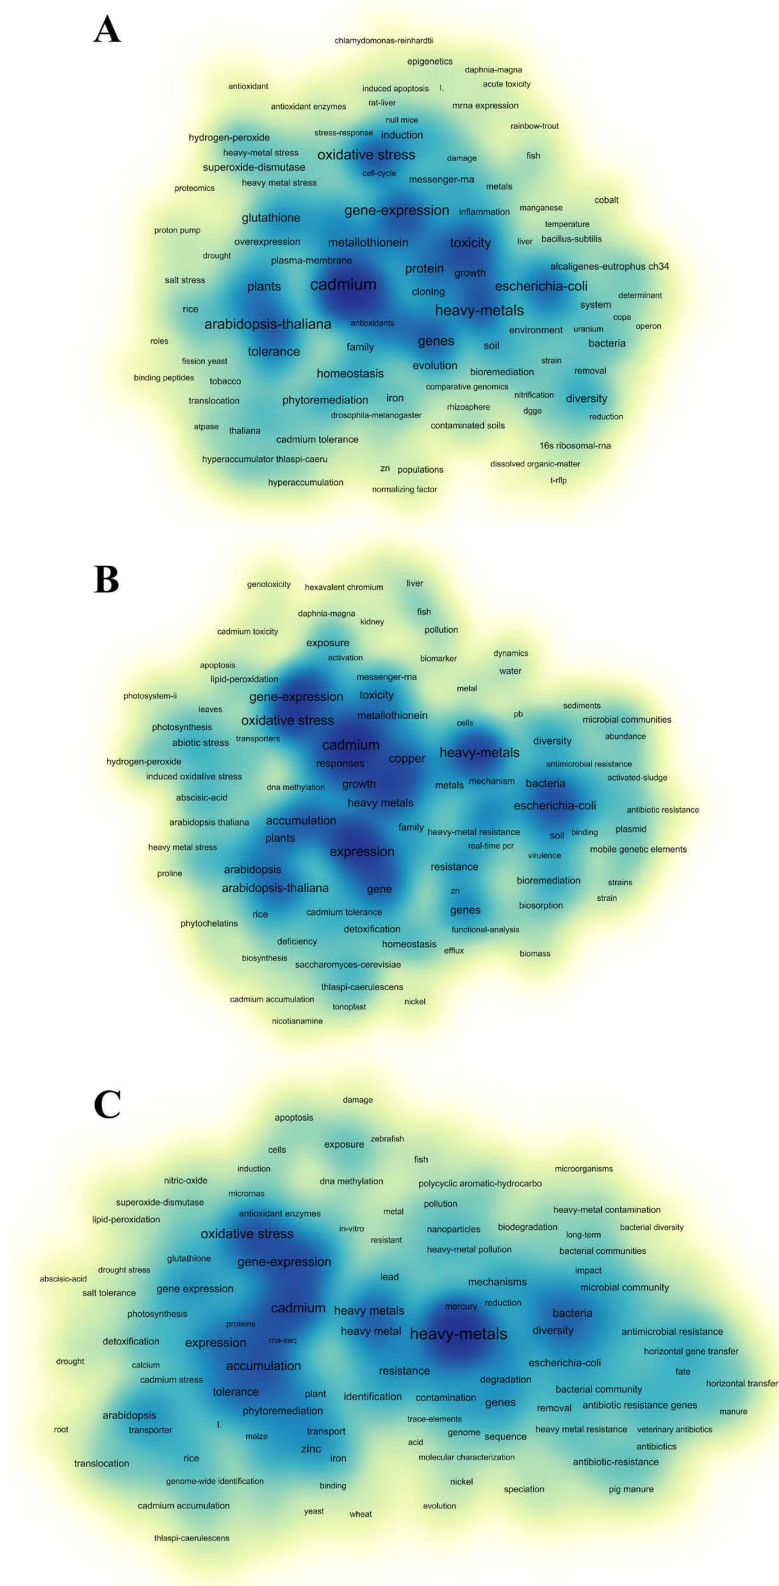 A
chlamydomonas-reinhardtii
epigenetics
daphnia-magna
antioxidant
induced apoptosis
l.
acute toxicity
rat-liver
antioxidant enzymes
mrna expression
null mice
rainbow-trout
hydrogen-peroxide
stress-response
induction
heavy-metal stress
oxidative stress
damage
fish
superoxide-dismutase
cell-cycle
heavy metal stress
messenger-rna
metals
proteomics
cobalt
glutathione
gene-expression
inflammation
manganese
temperature
proton pump
overexpression
metallothionein
toxicity
liver
bacillus-subtilis
drought
plasma-membrane
protein
growth
alcaligenes-eutrophus ch34
salt stress
plants
cadmium
cloning
escherichia-coli
determinant
rice
heavy-metals
system
copa
arabidopsis-thaliana
antioxidants
environment
uranium
operon
roles
tolerance
family
genes
soil
bacteria
fission yeast
homeostasis
evolution
strain
binding peptides
tobacco
bioremediation
removal
comparative genomics
translocation
phytoremediation
iron
nitrification
diversity
rhizosphere
dgge
drosophila-melanogaster
reduction
atpase
thaliana
contaminated soils
cadmium tolerance
16s ribosomal-rna
hyperaccumulator thlaspi-caeru
zn
populations
dissolved organic-matter
hyperaccumulation
normalizing factor
t-rflp
B
genotoxicity
hexavalent chromium
liver
daphnia-magna
fish
kidney
cadmium toxicity
pollution
exposure
activation
biomarker
dynamics
apoptosis
water
lipid-peroxidation
messenger-rna
photosystem-ii
gene-expression
toxicity
metal
leaves
sediments
oxidative stress
metallothionein
pb
microbial communities
photosynthesis
cells
abiotic stress
transporters
cadmium
heavy-metals
diversity
abundance
hydrogen-peroxide
responses
copper
antimicrobial resistance
induced oxidative stress
dna methylation
growth
metals
mechanism
bacteria
activated-sludge
abscisic-acid
heavy metals
escherichia-coli
antibiotic resistance
arabidopsis thaliana
accumulation
family
heavy-metal resistance
soil
binding
plasmid
plants
heavy metal stress
expression
real-time pcr
virulence
mobile genetic elements
proline
arabidopsis
resistance
bioremediation
strains
arabidopsis-thaliana
gene
zn
strain
rice
cadmium tolerance
genes
biosorption
phytochelatins
detoxification
functional-analysis
deficiency
homeostasis
efflux
biomass
biosynthesis
saccharomyces-cerevisiae
thlaspi-caerulescens
cadmium accumulation
tonoplast
nickel
nicotianamine
C
damage
apoptosis
cells
exposure
zebrafish
fish
induction
microorganisms
nitric-oxide
dna methylation
polycyclic aromatic-hydrocarbo
micrornas
superoxide-dismutase
pollution
antioxidant enzymes
metal
heavy-metal contamination
lipid-peroxidation
in-vitro
nanoparticles
biodegradation
bacterial diversity
oxidative stress
resistant
long-term
heavy-metal pollution
bacterial communities
glutathione
gene-expression
drought stress
lead
impact
abscisic-acid
mechanisms
salt tolerance
gene expression
microbial community
cadmium
heavy metals
mercury
reduction
photosynthesis
bacteria
proteins
heavy metal
heavy-metals
diversity
antimicrobial resistance
detoxification
expression
rna-seq
horizontal gene transfer
drought
calcium
accumulation
escherichia-coli
resistance
fate
cadmium stress
degradation
horizontal transfer
tolerance
plant
identification
contamination
bacterial community
genes
removal
antibiotic resistance genes
arabidopsis
phytoremediation
manure
l.
trace-elements
root
transporter
maize
transport
genome
sequence
heavy metal resistance
veterinary antibiotics
acid
zinc
antibiotics
translocation
rice
iron
molecular characterization
antibiotic-resistance
genome-wide identification
binding
nickel
speciation
pig manure
cadmium accumulation
yeast
wheat
evolution
thlaspi-caerulescens